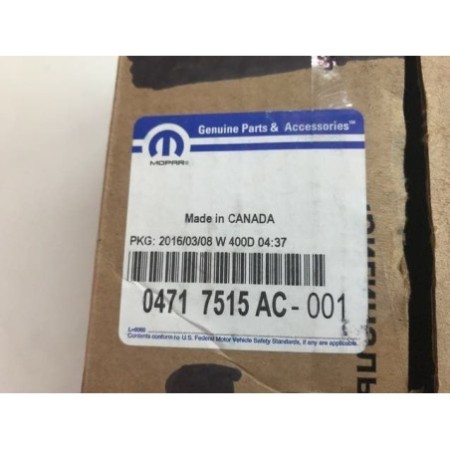 Genuine Parts & Accessories™
MOPAR®
Made in CANADA
PKG: 2016/03/08 W 400D 04:37
0471 7515 AC - 001
Contents conform to U.S. Federal Motor Vehicle Safety Standards, if any are applicable.